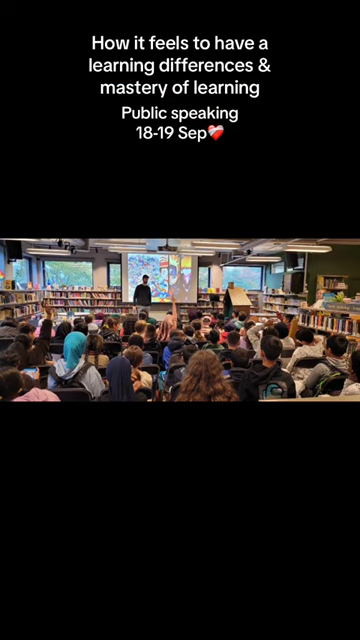 How it feels to have a
learning differences &
mastery of learning
Public speaking
18-19 Sep❤️‍🩹